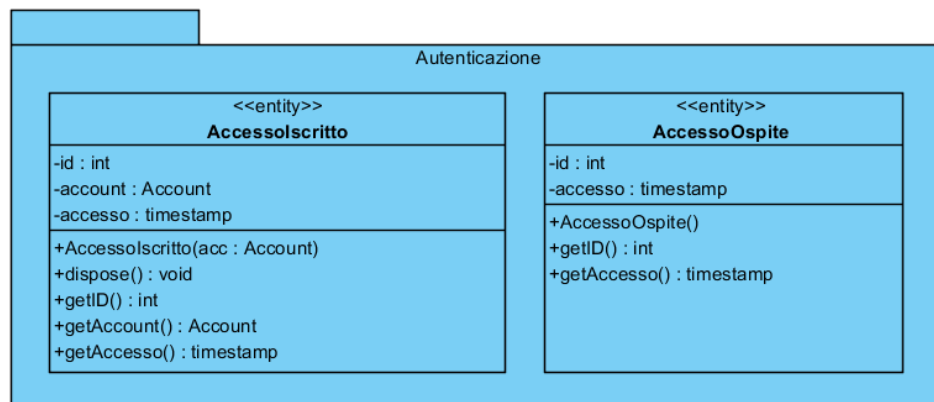 Autenticazione
<<entity>>
AccessoIscritto
-id : int
-account : Account
-accesso : timestamp
+AccessoIscritto(acc : Account)
+dispose() : void
+getID() : int
+getAccount() : Account
+getAccesso() : timestamp
<<entity>>
AccessoOspite
-id : int
-accesso : timestamp
+AccessoOspite()
+getID() : int
+getAccesso() : timestamp